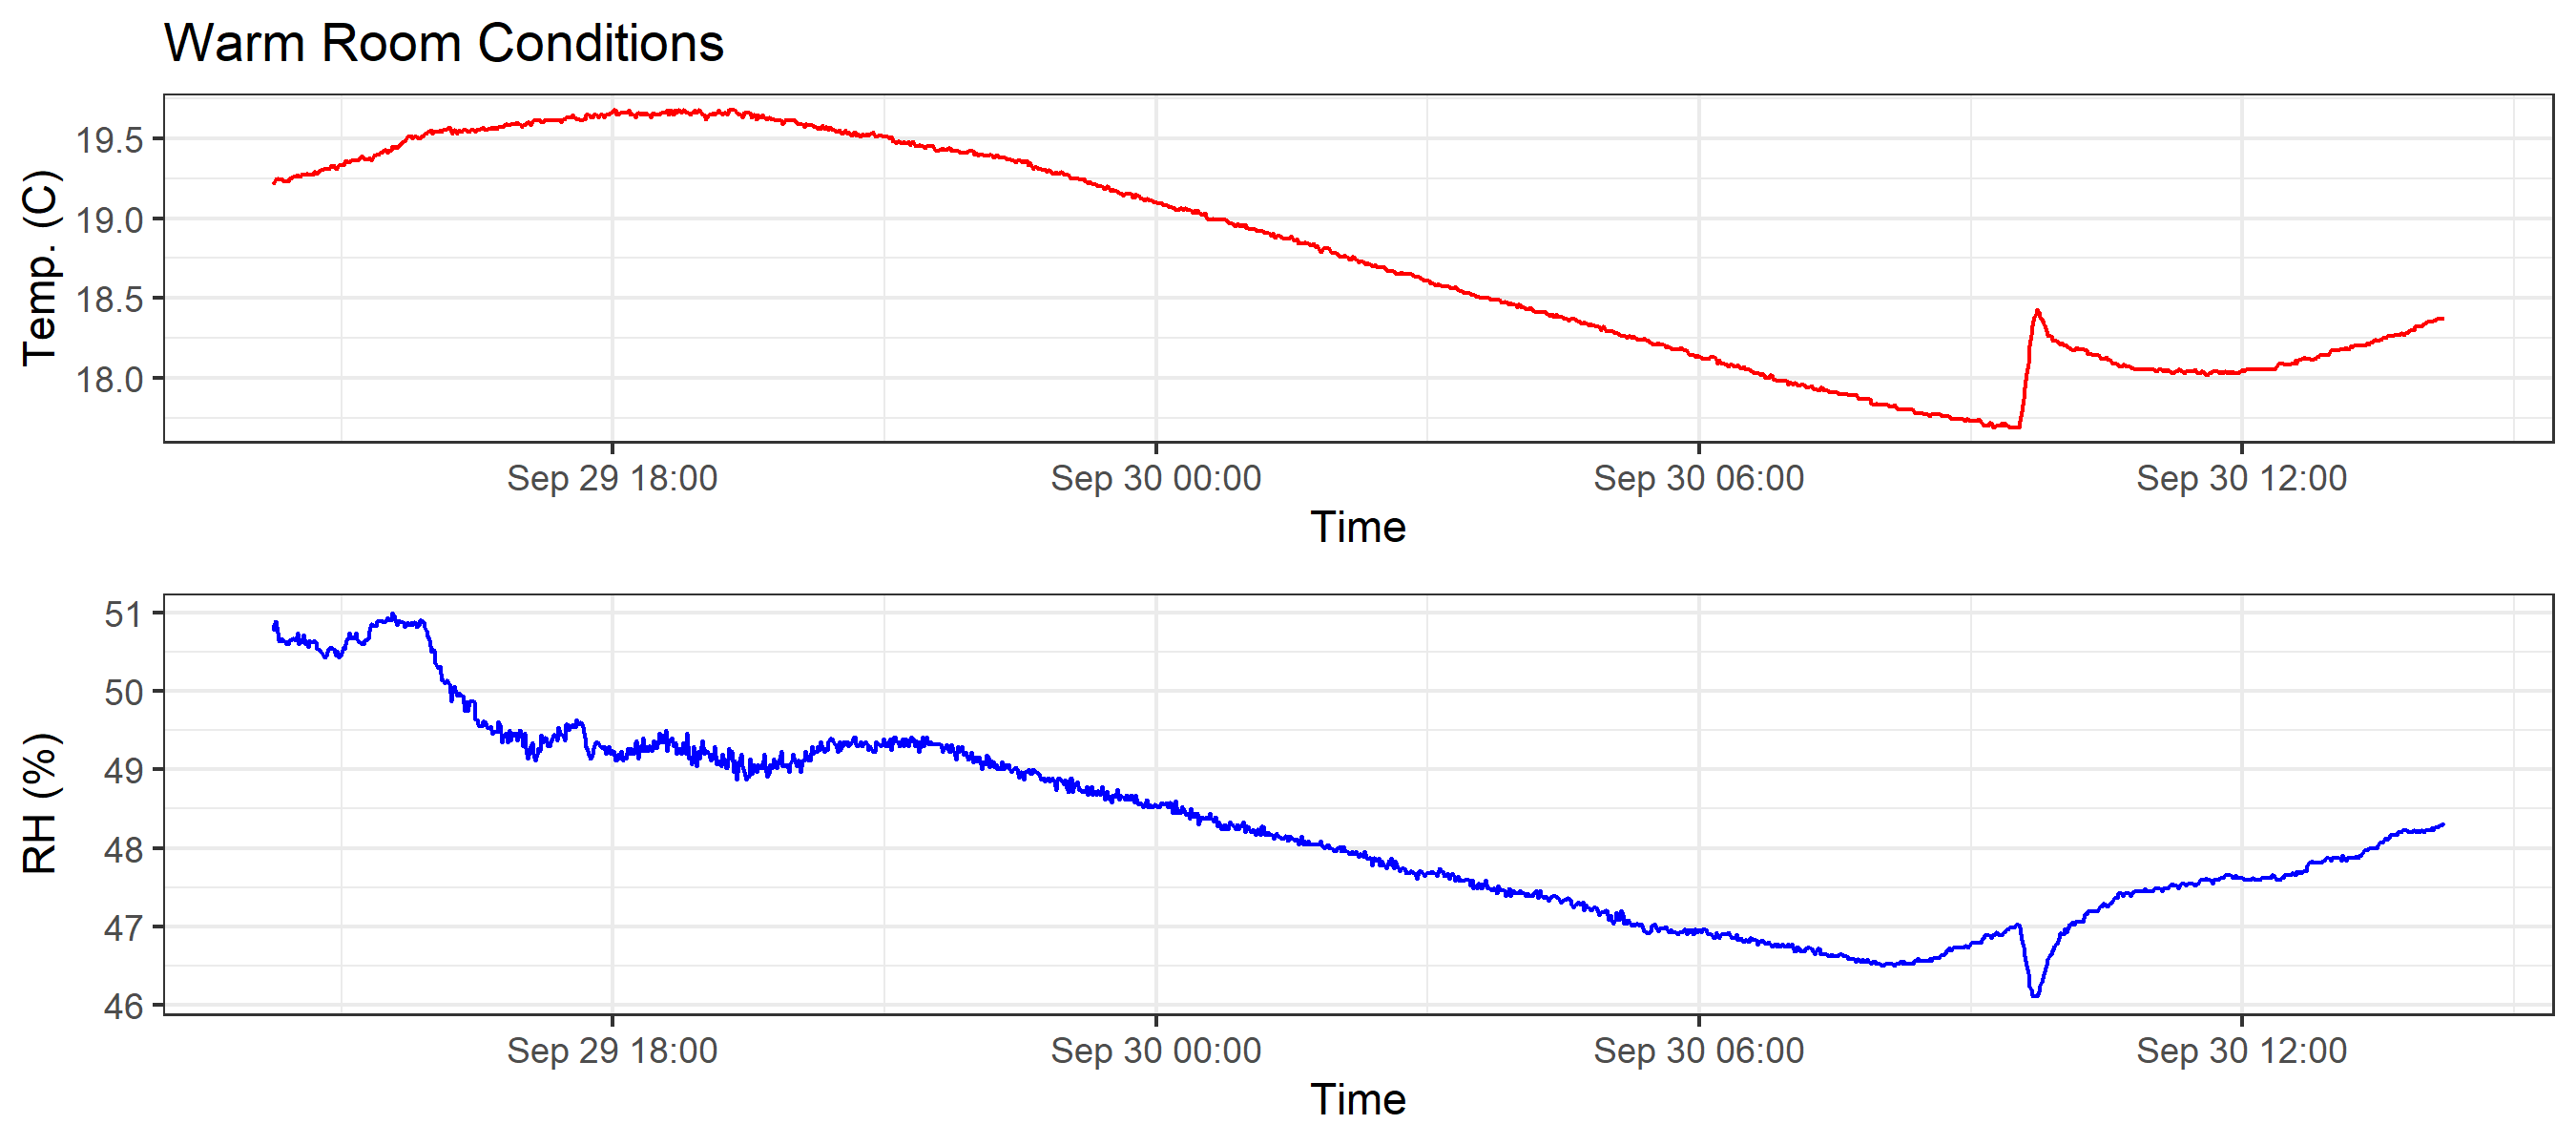 Warm Room Conditions
Temp. (C)
19.5
19.0
18.5
18.0
Sep 29 18:00 Sep 30 00:00 Sep 30 06:00 Sep 30 12:00
Time
RH (%)
51
50
49
48
47
46
Sep 29 18:00 Sep 30 00:00 Sep 30 06:00 Sep 30 12:00
Time